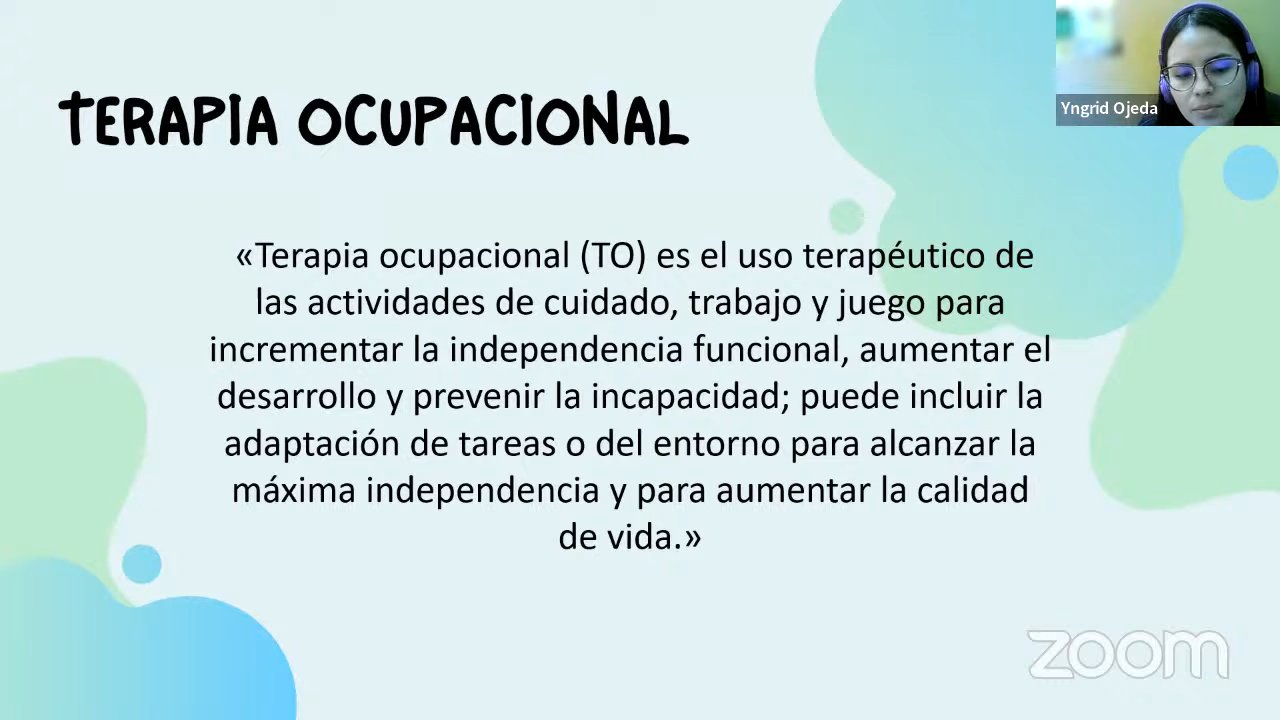 TERAPIA OCUPACIONAL
Yngrid Ojeda
«Terapia ocupacional (TO) es el uso terapéutico de
las actividades de cuidado, trabajo y juego para
incrementar la independencia funcional, aumentar el
desarrollo y prevenir la incapacidad; puede incluir la
adaptación de tareas o del entorno para alcanzar la
máxima independencia y para aumentar la calidad
de vida.»
zoom